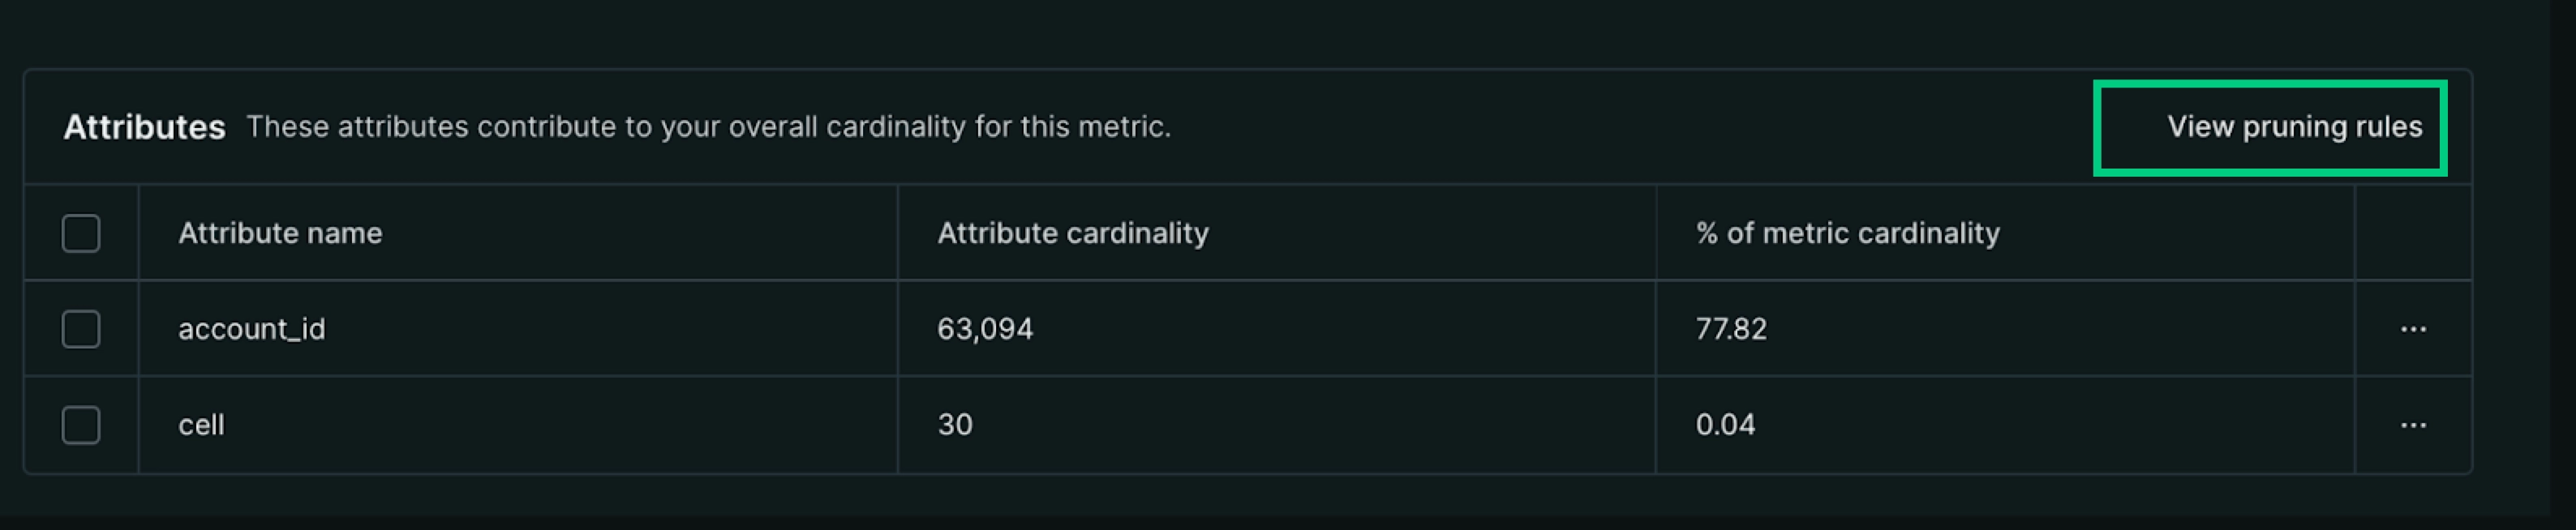 Attributes These attributes contribute to your overall cardinality for this metric. View pruning rules
Attribute name Attribute cardinality % of metric cardinality
account_id 63,094 77.82 ...
cell 30 0.04 ...